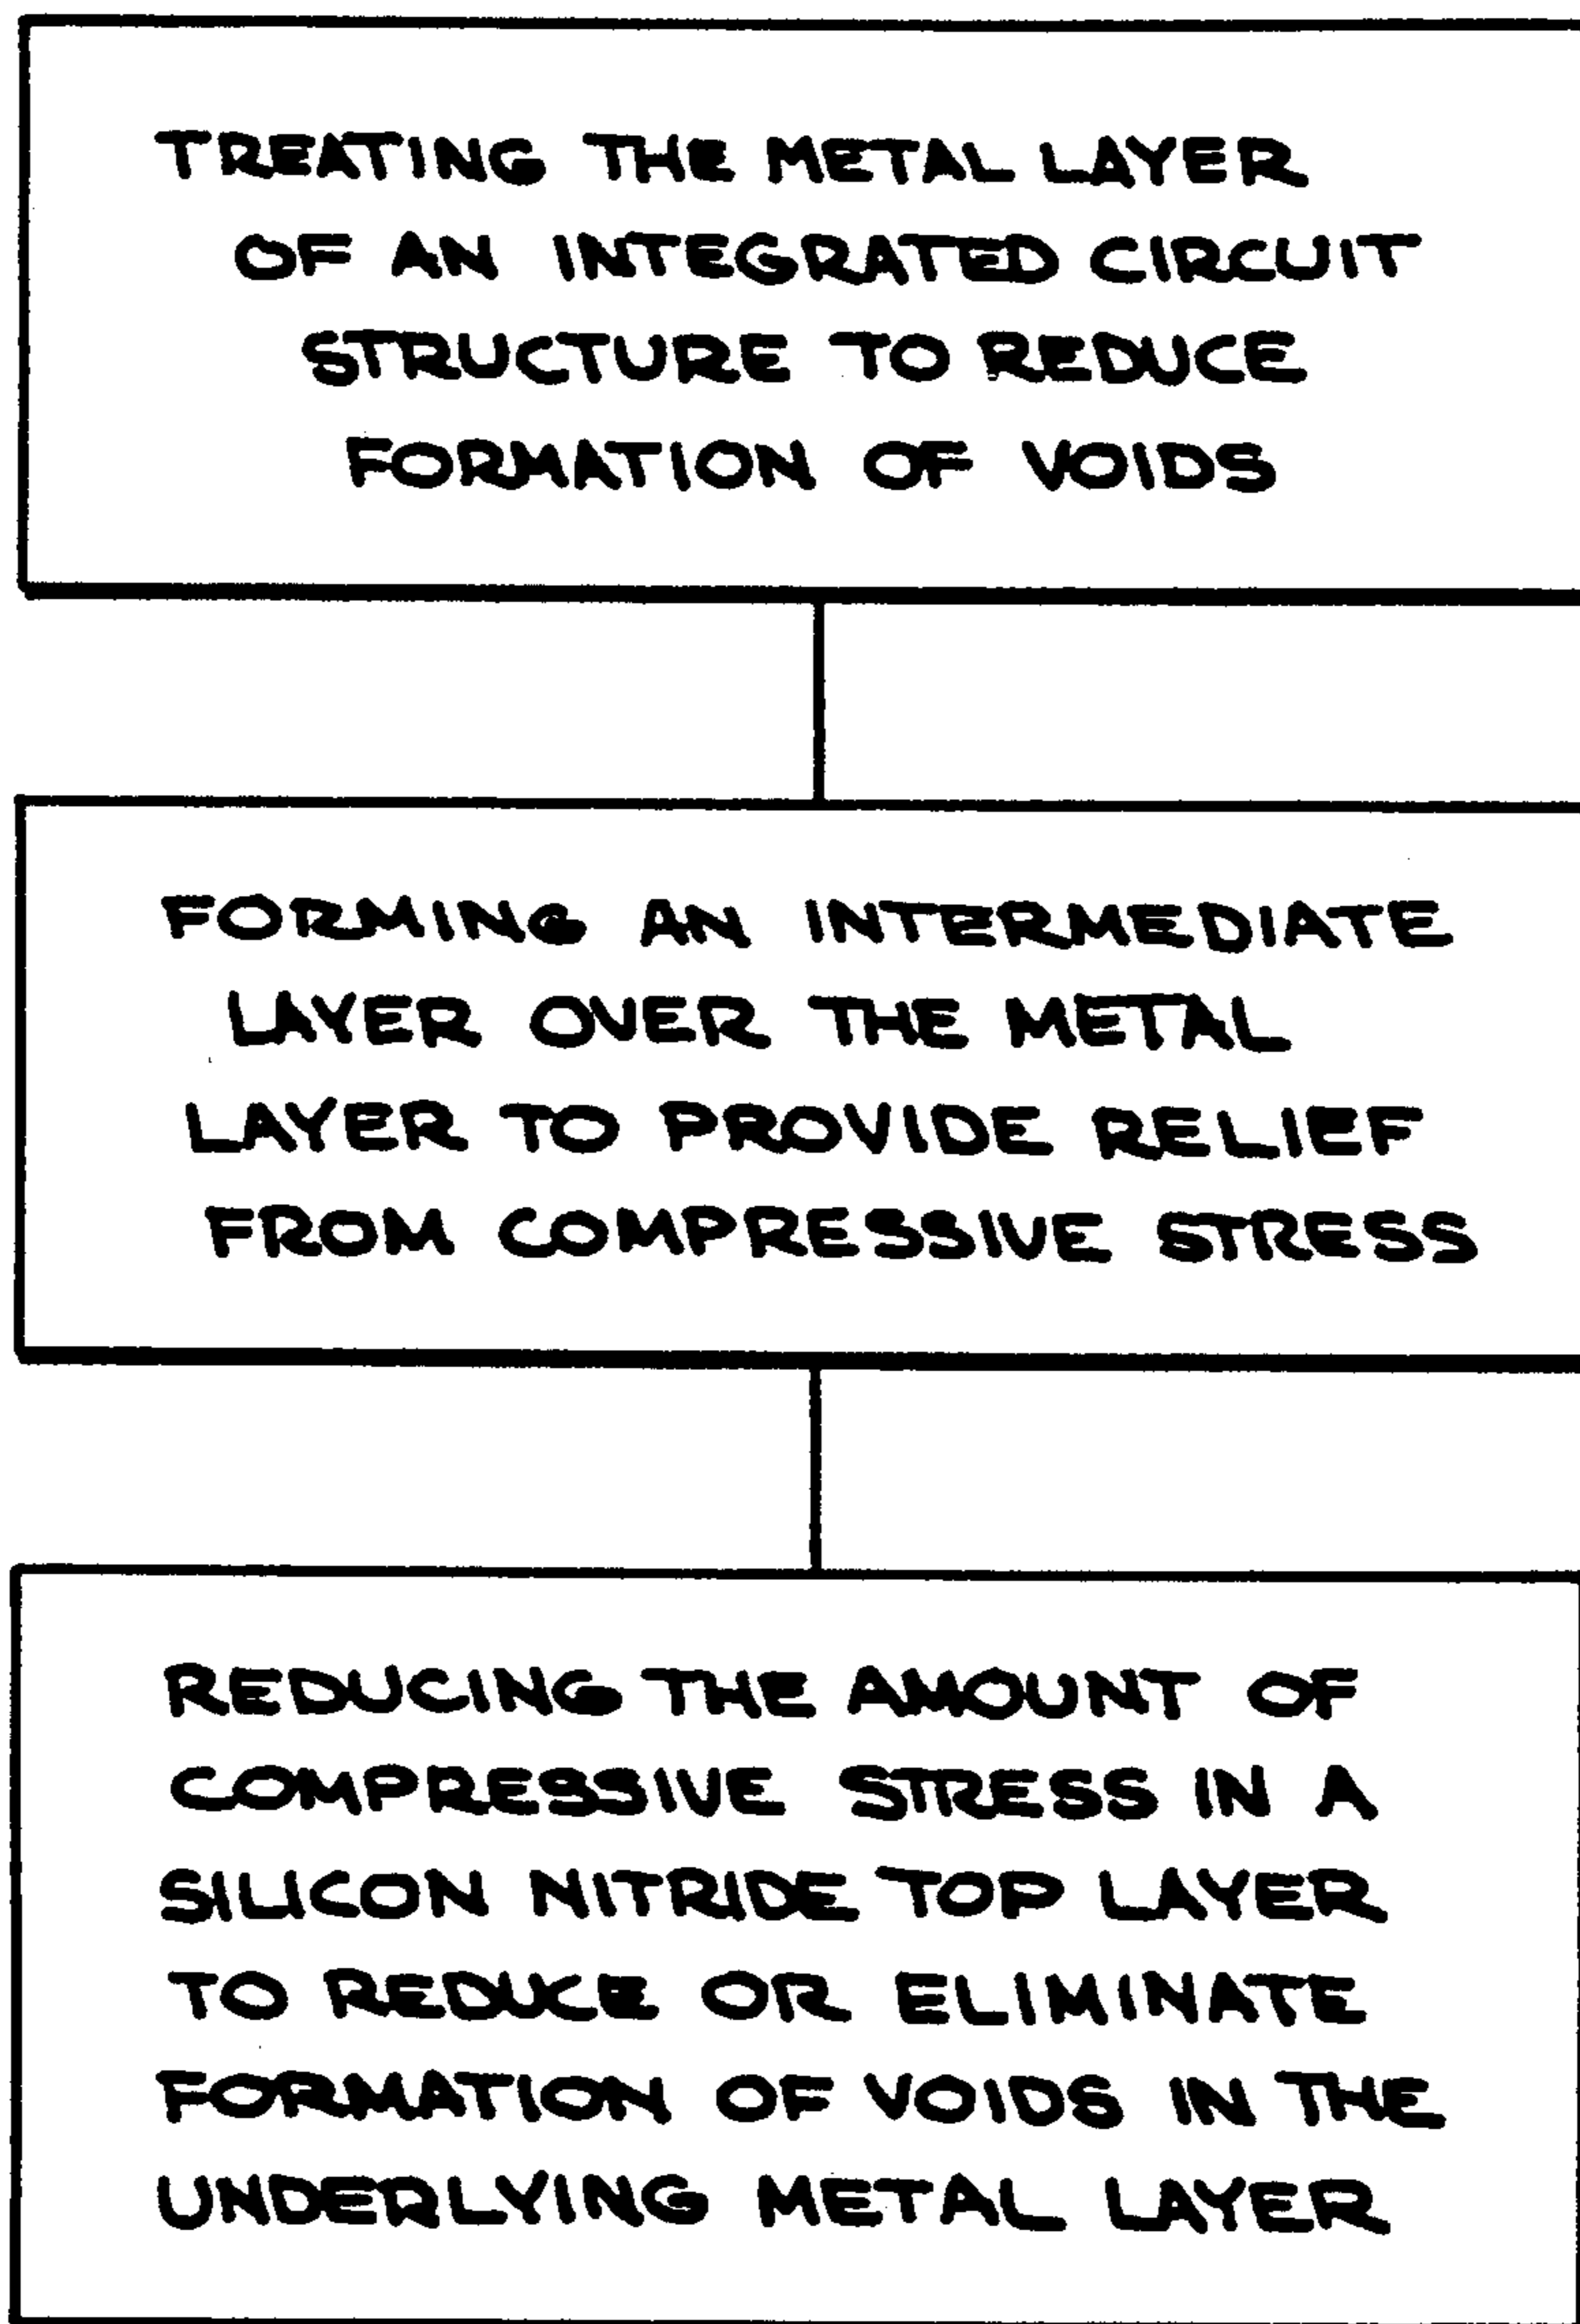 TREATING THE METAL LAYER
OF AN INTEGRATED CIRCUIT
STRUCTURE TO REDUCE
FORMATION OF VOIDS
FORMING AN INTERMEDIATE
LAYER OVER THE METAL
LAYER TO PROVIDE RELIEF
FROM COMPRESSIVE STRESS
REDUCING THE AMOUNT OF
COMPRESSIVE STRESS IN A
SILICON NITRIDE TOP LAYER
TO REDUCE OR ELIMINATE
FORMATION OF VOIDS IN THE
UNDERLYING METAL LAYER